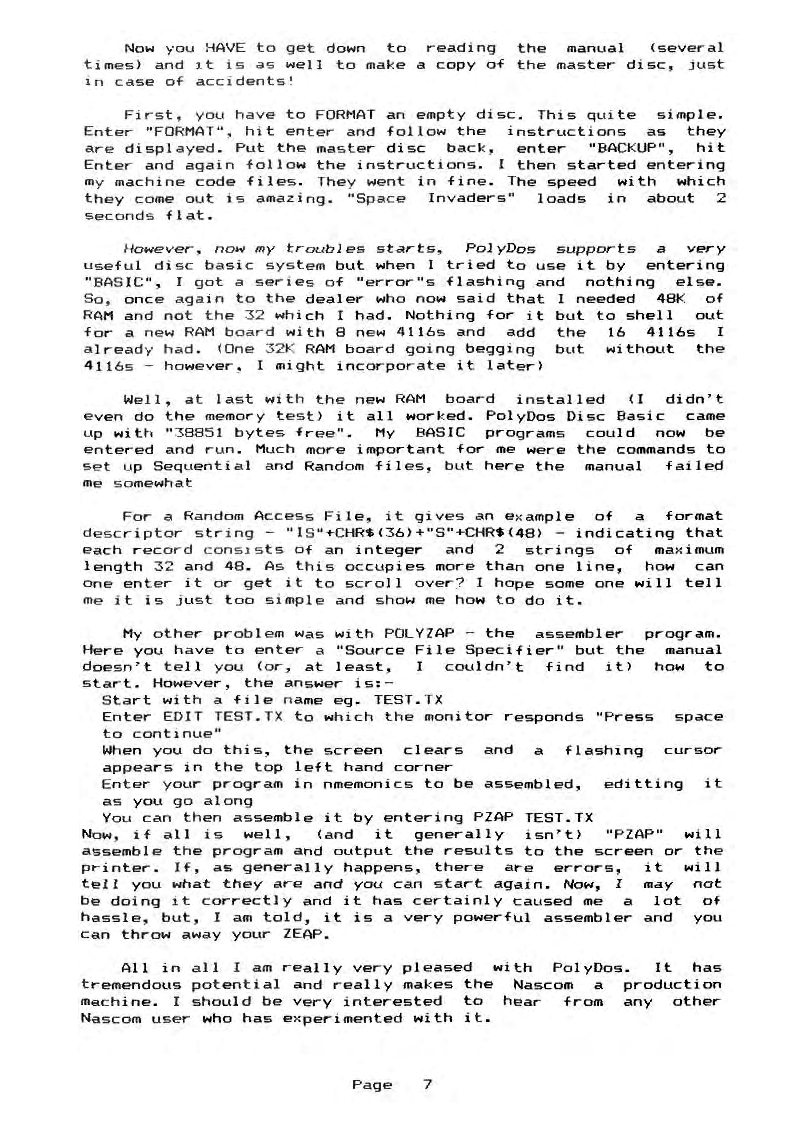 Now you HAVE to get down to reading the manual (several
times) and it is as well to make a copy of the master disc, just
in case of accidents!
First, you have to FORMAT an empty disc. This quite simple.
Enter "FORMAT", hit enter and follow the instructions as they
are displayed. Put the master disc back, enter "BACKUP", hit
Enter and again follow the instructions. I then started entering
my machine code files. They went in fine. The speed with which
they come out is amazing. "Space Invaders" loads in about 2
seconds flat.
However, now my troubles starts, PolyDos supports a very
useful disc basic system but when I tried to use it by entering
"BASIC", I got a series of "error"s flashing and nothing else.
So, once again to the dealer who now said that I needed 48K of
RAM and not the 32 which I had. Nothing for it but to shell out
for a new RAM board with 8 new 4116s and add the 16 4116s I
already had. (One 32K RAM board going begging but without the
4116s - however, I might incorporate it later)
Well, at last with the new RAM board installed (I didn't
even do the memory test) it all worked. PolyDos Disc Basic came
up with "38851 bytes free". My BASIC programs could now be
entered and run. Much more important for me were the commands to
set up Sequential and Random files, but here the manual failed
me somewhat
For a Random Access File, it gives an example of a format
descriptor string - "IS"+CHR$(36)+"S"+CHR$(48) - indicating that
each record consists of an integer and 2 strings of maximum
length 32 and 48. As this occupies more than one line, how can
one enter it or get it to scroll over? I hope some one will tell
me it is just too simple and show me how to do it.
My other problem was with POLYZAP - the assembler program.
Here you have to enter a "Source File Specifier" but the manual
doesn't tell you (or, at least, I couldn't find it) how to
start. However, the answer is:-
Start with a file name eg. TEST.TX
Enter EDIT TEST.TX to which the monitor responds "Press space
to continue"
When you do this, the screen clears and a flashing cursor
appears in the top left hand corner
Enter your program in nmemonics to be assembled, editting it
as you go along
You can then assemble it by entering PZAP TEST.TX
Now, if all is well, (and it generally isn't) "PZAP" will
assemble the program and output the results to the screen or the
printer. If, as generally happens, there are errors, it will
tell you what they are and you can start again. Now, I may not
be doing it correctly and it has certainly caused me a lot of
hassle, but, I am told, it is a very powerful assembler and you
can throw away your ZEAP.
All in all I am really very pleased with PolyDos. It has
tremendous potential and really makes the Nascom a production
machine. I should be very interested to hear from any other
Nascom user who has experimented with it.
Page 7